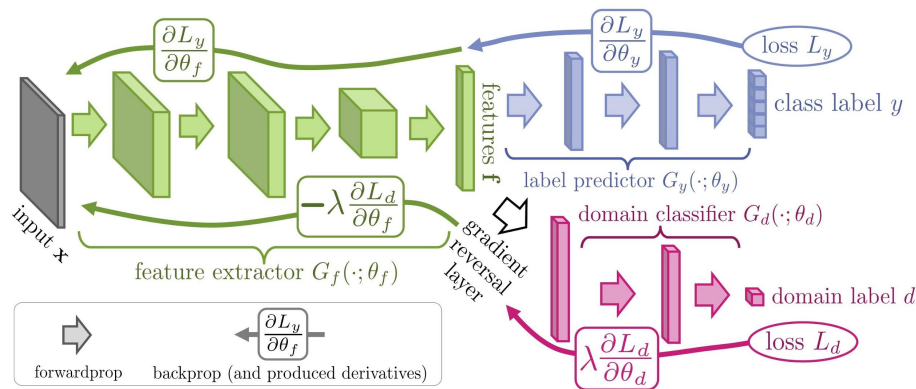 ∂L_y/∂θ_f
∂L_y/∂θ_y
loss L_y
features f
class label y
label predictor G_y(·;θ_y)
−λ ∂L_d/∂θ_f
input x
feature extractor G_f(·;θ_f)
gradient
reversal
layer
domain classifier G_d(·;θ_d)
domain label d
λ ∂L_d/∂θ_d
loss L_d
forwardprop
∂L_y/∂θ_f
backprop (and produced derivatives)